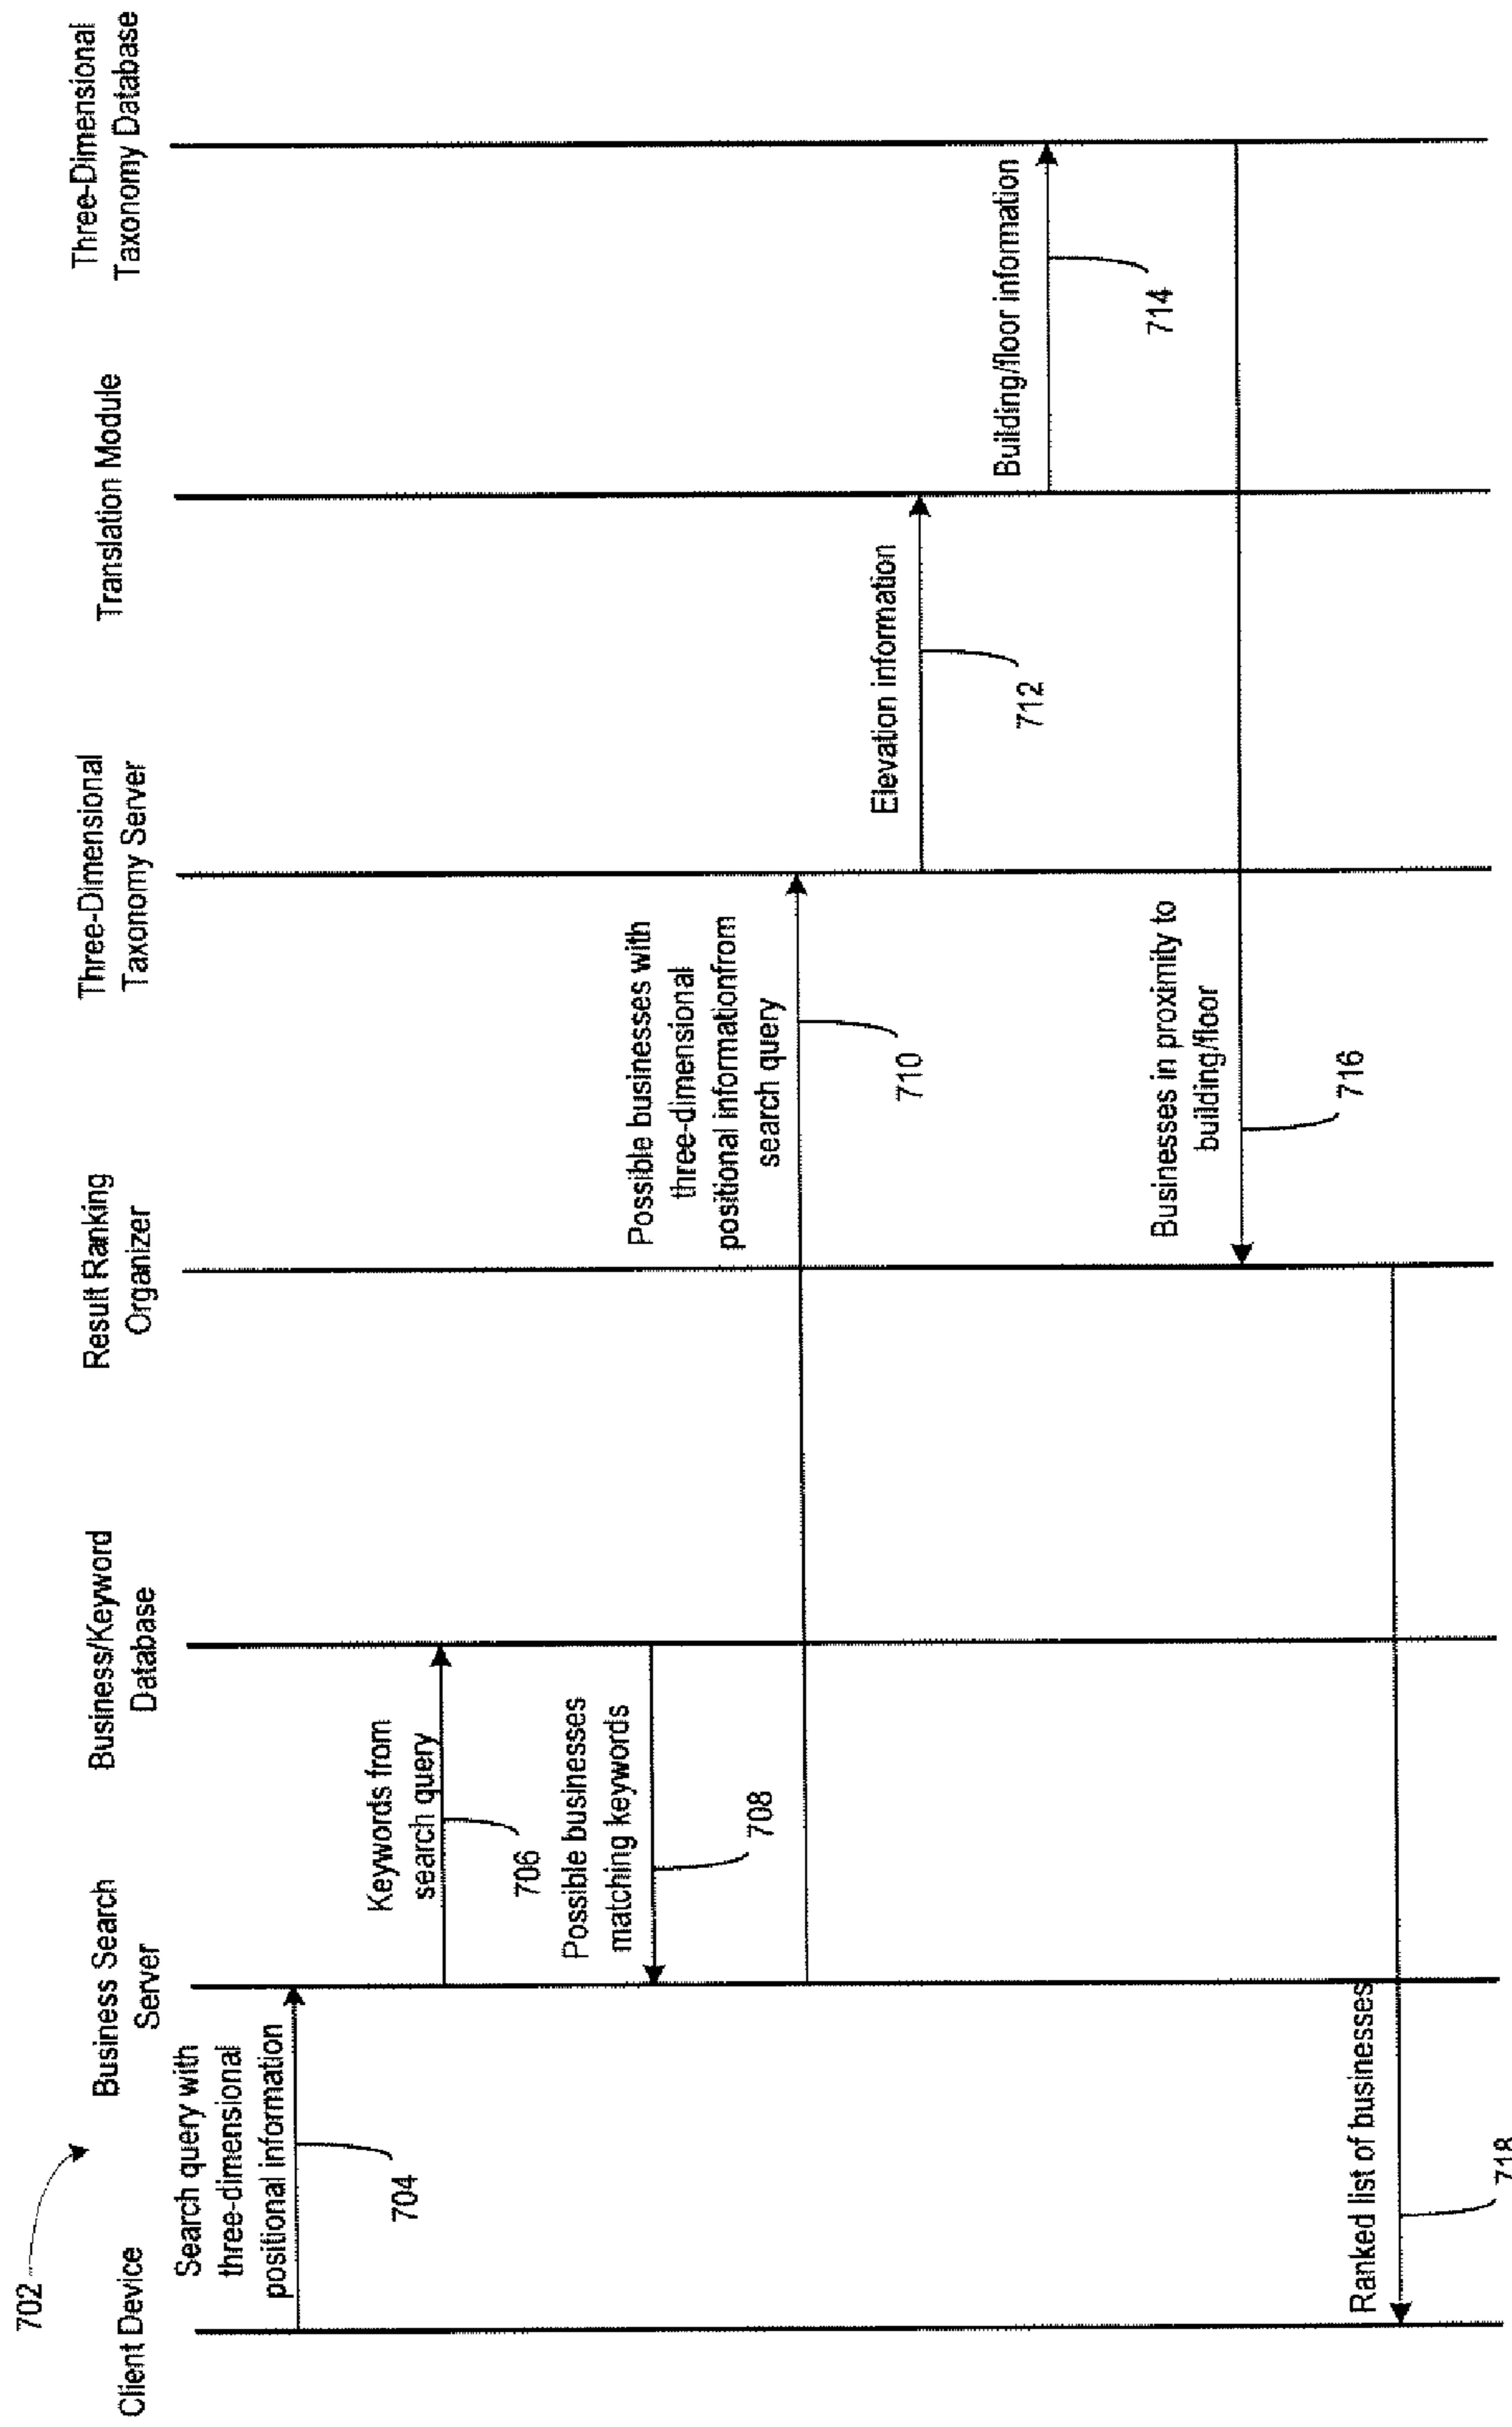 702
Client Device
Business Search
Server
Business/Keyword
Database
Result Ranking
Organizer
Three-Dimensional
Taxonomy Server
Translation Module
Three-Dimensional
Taxonomy Database
Search query with
three-dimensional
positional information
704
Keywords from
search query
706
Possible businesses
matching keywords
708
Possible businesses with
three-dimensional
positional informationfrom
search query
710
Elevation information
712
Building/floor information
714
Businesses in proximity to
building/floor
716
Ranked list of businesses
718